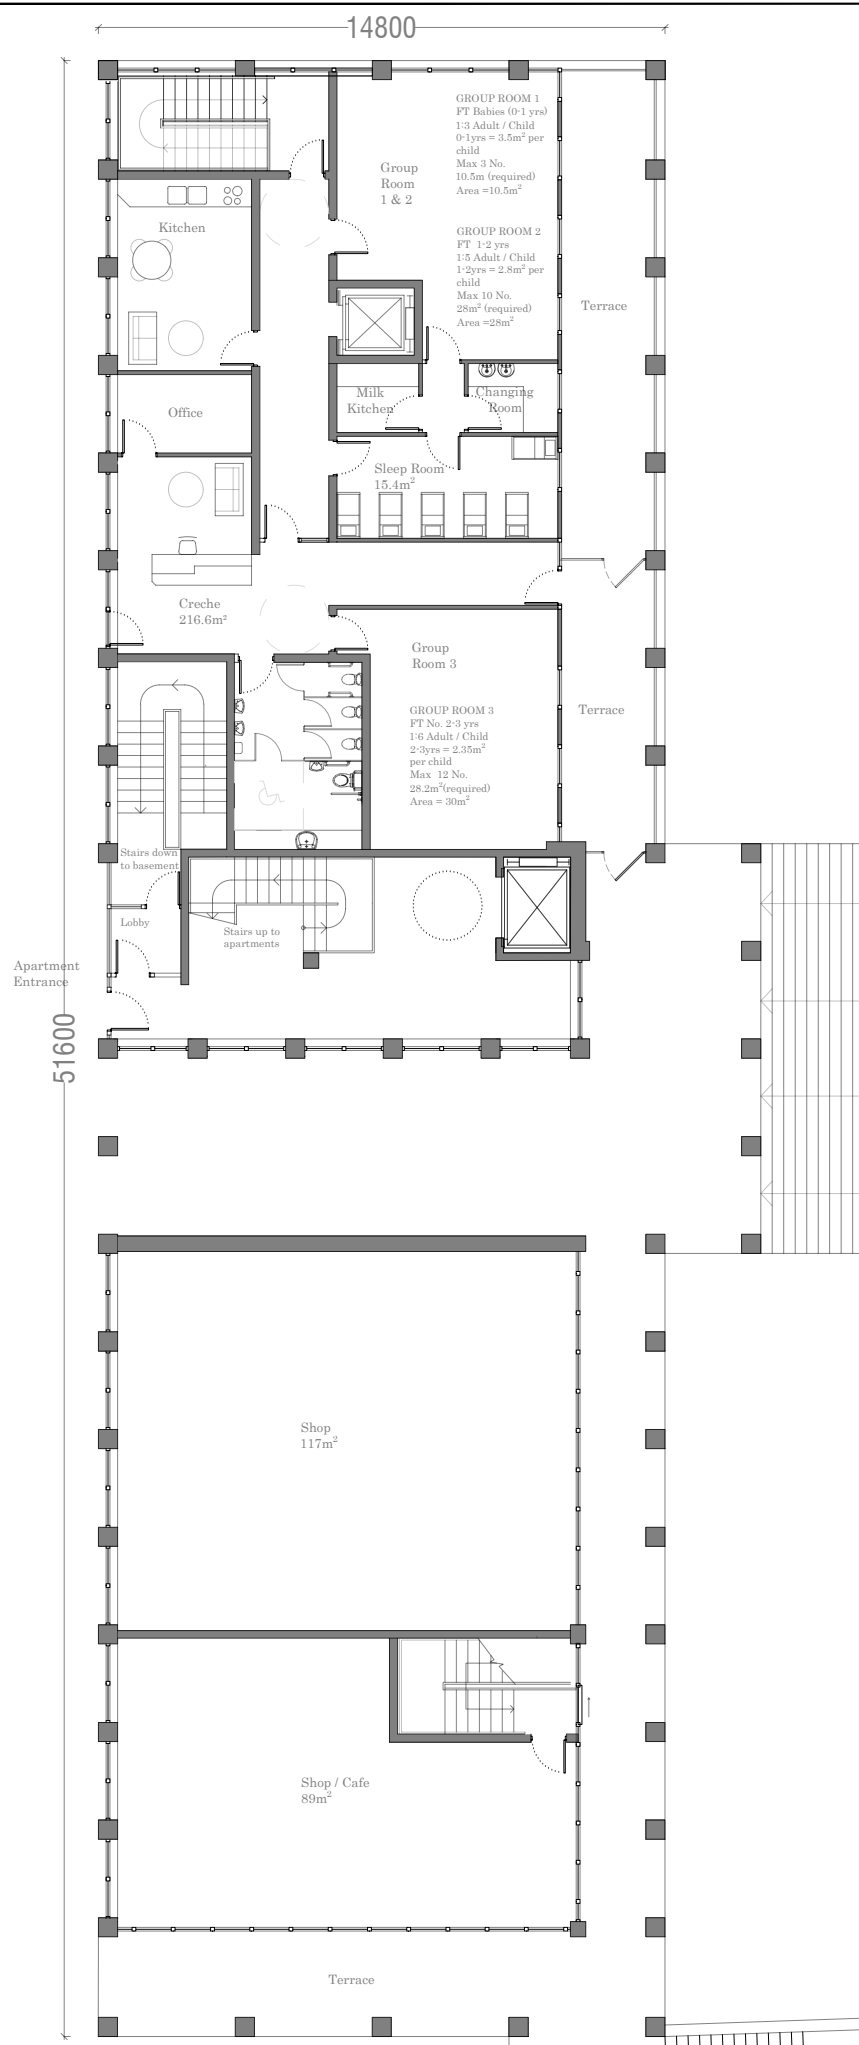 14800
GROUP ROOM 1
FT Babies (0-1 yrs)
1:3 Adult / Child
0-1yrs = 3.5m² per
child
Max 3 No.
10.5m (required)
Area =10.5m²
Group
Room
1 & 2
Kitchen
GROUP ROOM 2
FT 1-2 yrs
1:5 Adult / Child
1-2yrs = 2.8m² per
child
Max 10 No.
28m² (required)
Area =28m²
Terrace
Milk
Kitchen
Changing
Room
Office
Sleep Room
15.4m²
Creche
216.6m²
Group
Room 3
GROUP ROOM 3
FT No. 2-3 yrs
1:6 Adult / Child
2-3yrs = 2.35m²
per child
Max 12 No.
28.2m²(required)
Area = 30m²
Terrace
Stairs down
to basement
Lobby
Stairs up to
apartments
Apartment
Entrance
51600
Shop
117m²
Shop / Cafe
89m²
Terrace